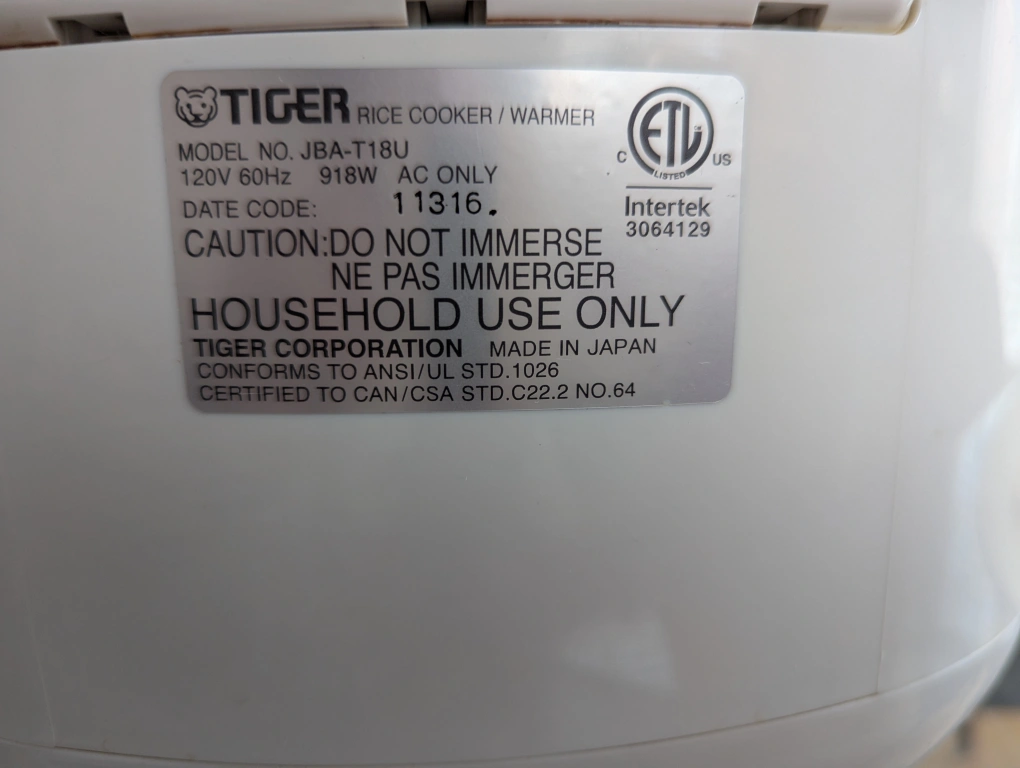 TIGER RICE COOKER / WARMER
MODEL NO. JBA-T18U
120V 60Hz 918W AC ONLY
DATE CODE: 11316.
CAUTION:DO NOT IMMERSE
NE PAS IMMERGER
HOUSEHOLD USE ONLY
TIGER CORPORATION MADE IN JAPAN
CONFORMS TO ANSI/UL STD.1026
CERTIFIED TO CAN/CSA STD.C22.2 NO.64
ETL
TM
C US
LISTED
Intertek
3064129